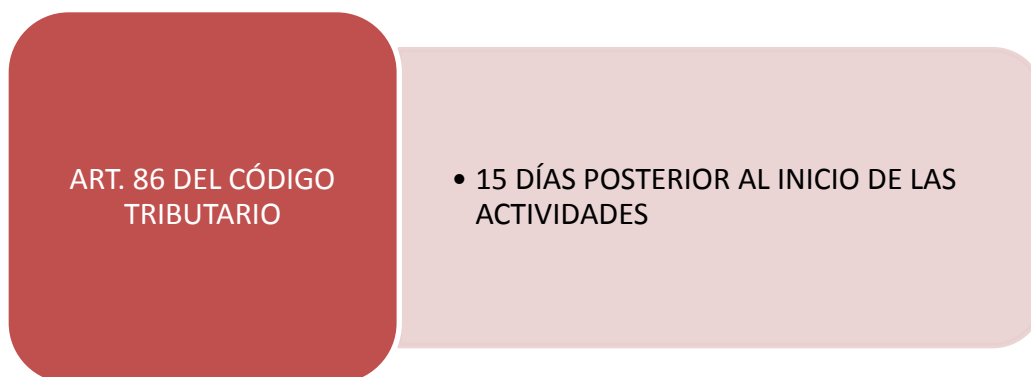 ART. 86 DEL CÓDIGO
TRIBUTARIO
• 15 DÍAS POSTERIOR AL INICIO DE LAS
ACTIVIDADES